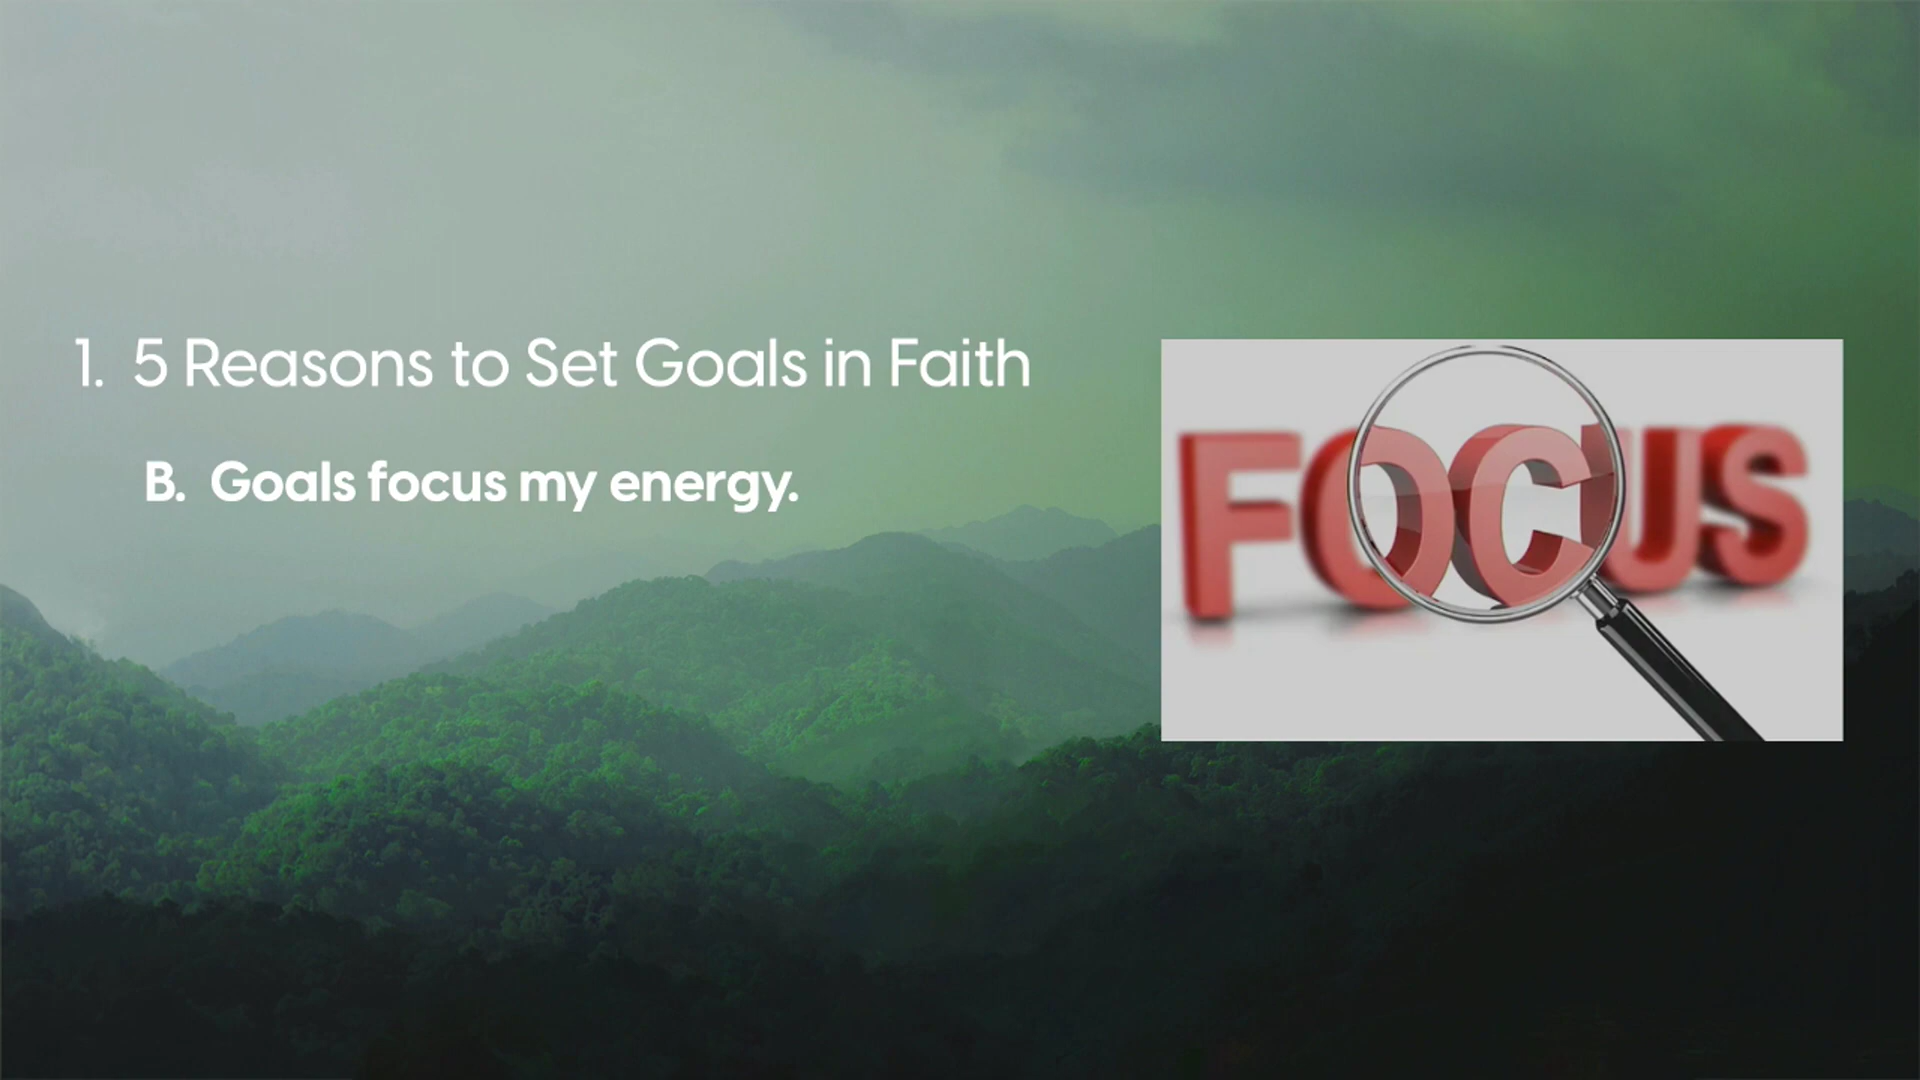 1. 5 Reasons to Set Goals in Faith
B. Goals focus my energy.
FOCUS